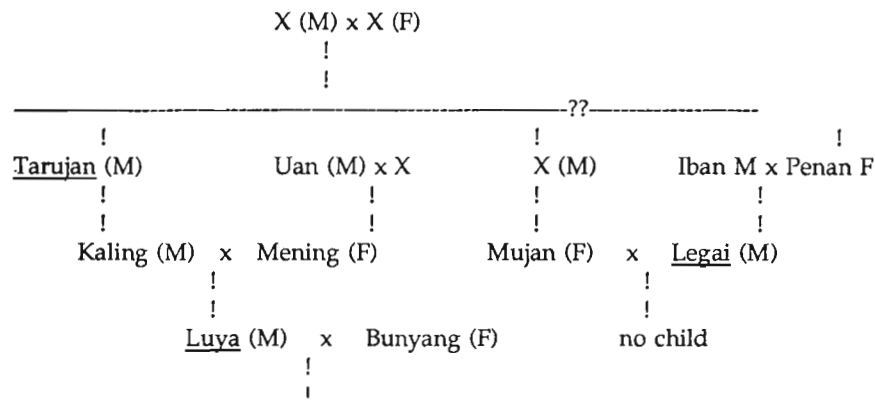 X (M) x X (F)
!
!
??
! ! !
Tarujan (M) Uan (M) x X X (M) Iban M x Penan F
! ! ! !
! ! ! !
Kaling (M) x Mening (F) Mujan (F) x Legai (M)
! !
! !
Luya (M) x Bunyang (F) no child
!
!